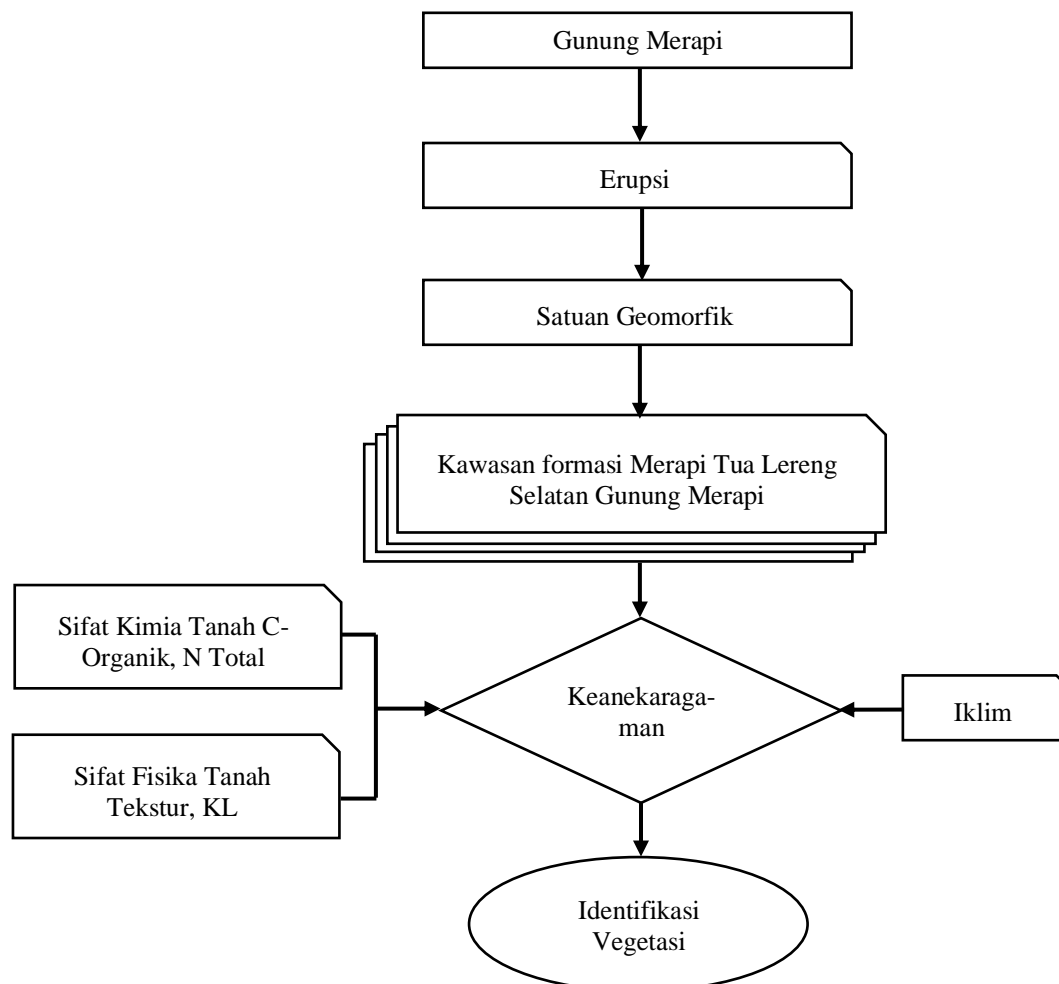 Gunung Merapi
Erupsi
Satuan Geomorfik
Kawasan formasi Merapi Tua Lereng
Selatan Gunung Merapi
Sifat Kimia Tanah C-
Organik, N Total
Keanekaraga-
man
Iklim
Sifat Fisika Tanah
Tekstur, KL
Identifikasi
Vegetasi